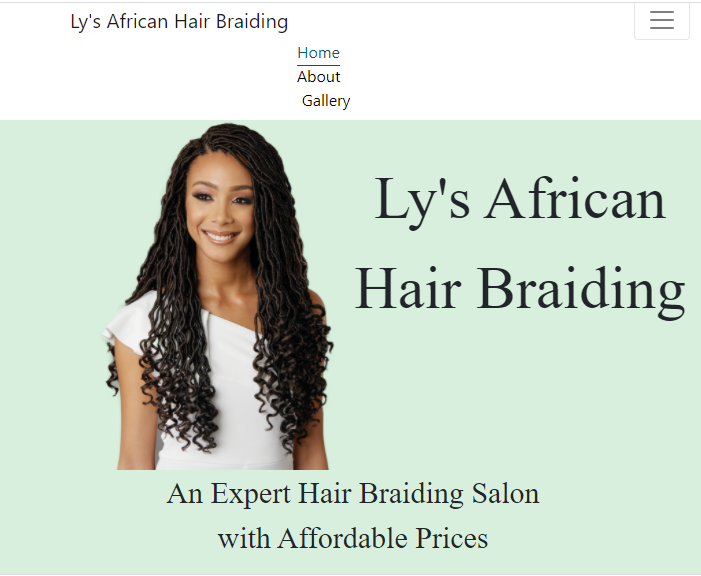 Ly's African Hair Braiding
Home
About
Gallery
Ly's African
Hair Braiding
An Expert Hair Braiding Salon
with Affordable Prices